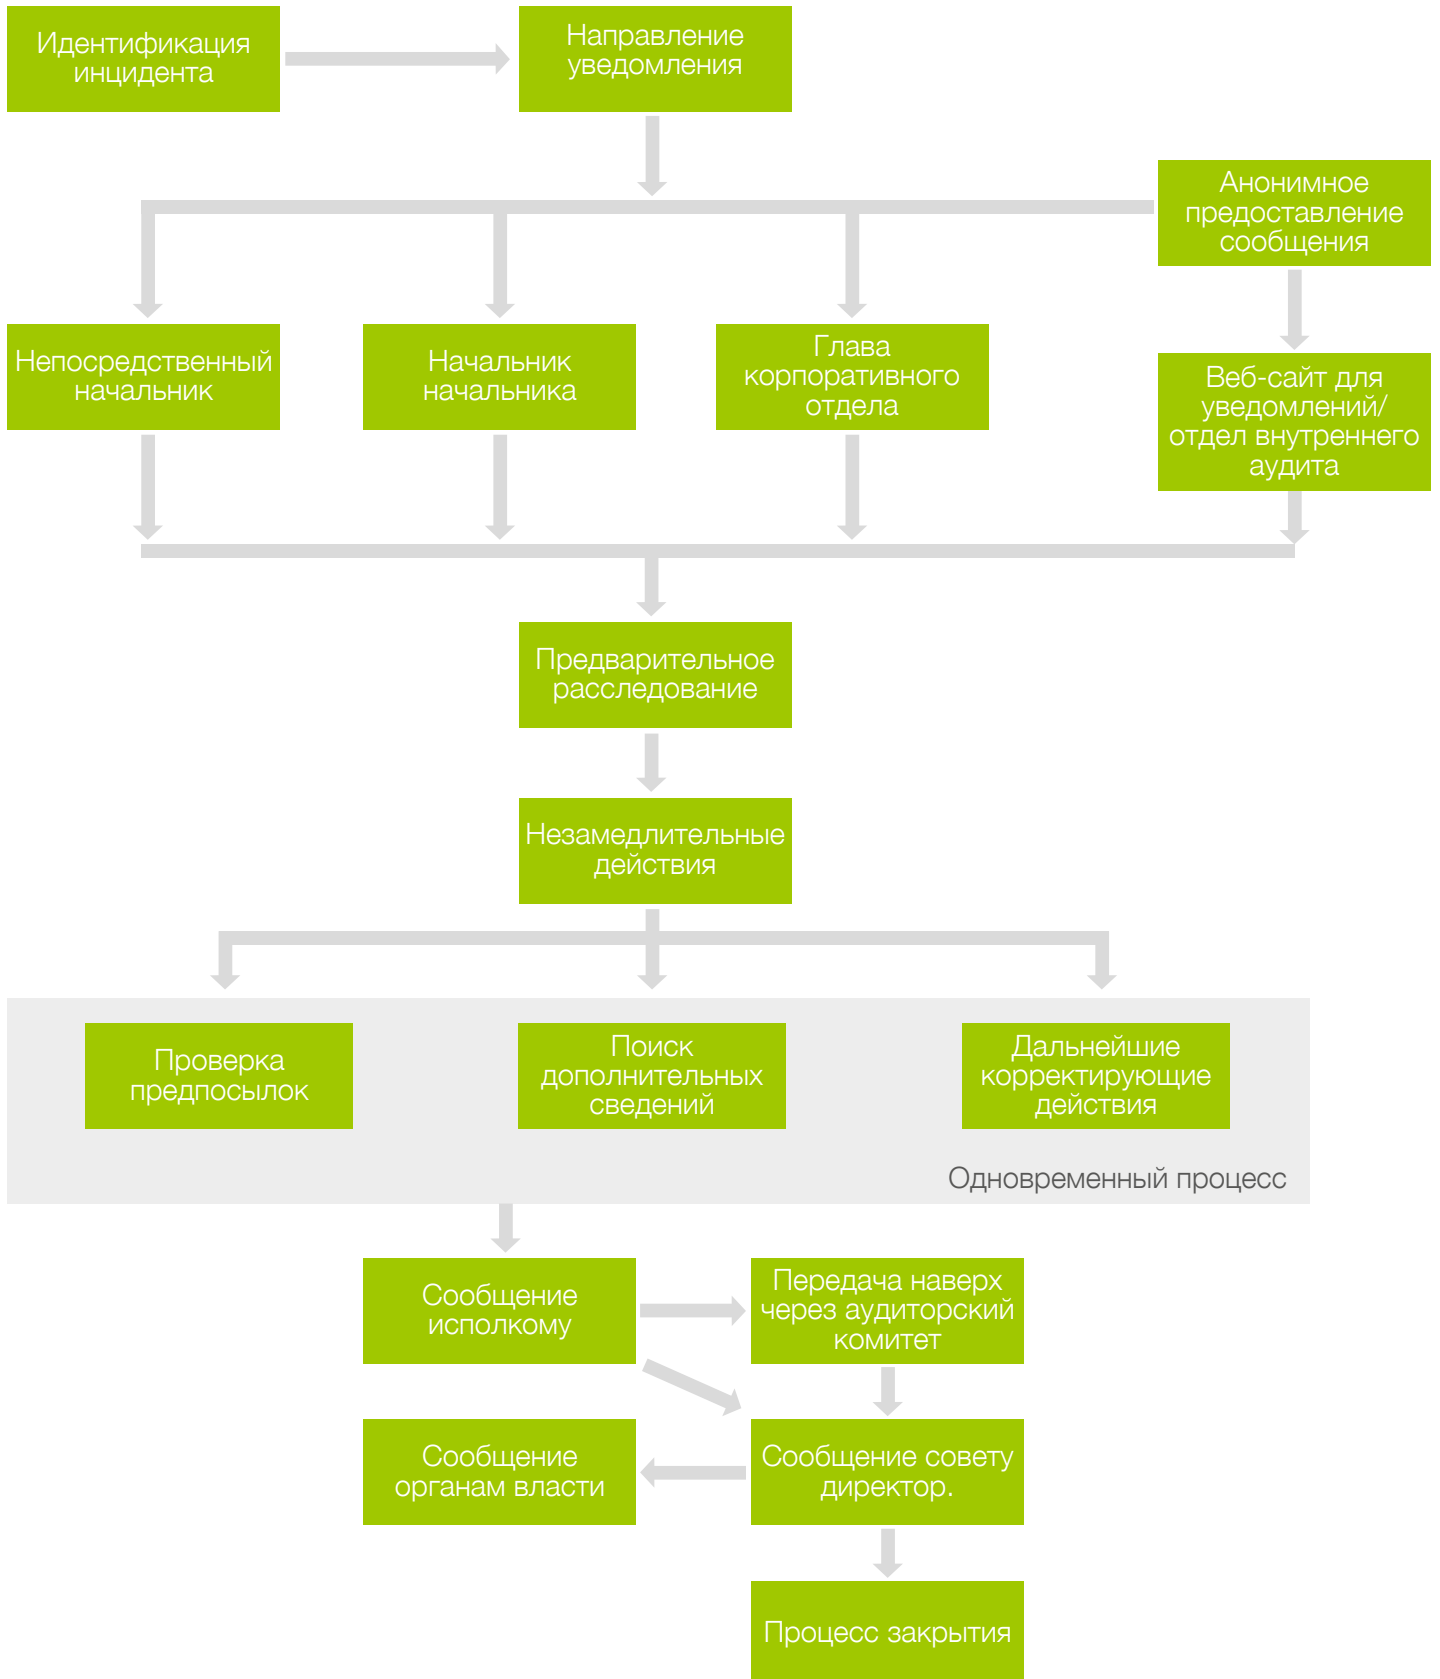 Идентификация
инцидента
Направление
уведомления
Анонимное
предоставление
сообщения
Непосредственный
начальник
Начальник
начальника
Глава
корпоративного
отдела
Веб-сайт для
уведомлений/
отдел внутреннего
аудита
Предварительное
расследование
Незамедлительные
действия
Проверка
предпосылок
Поиск
дополнительных
сведений
Дальнейшие
корректирующие
действия
Одновременный процесс
Сообщение
исполкому
Передача наверх
через аудиторский
комитет
Сообщение
органам власти
Сообщение совету
директор.
Процесс закрытия